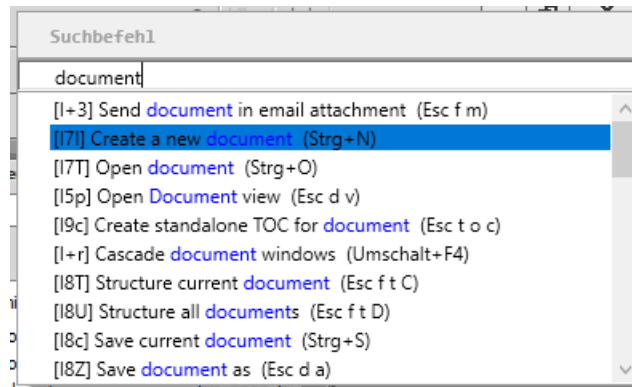 Suchbefehl
document
[I+3] Send document in email attachment (Esc f m)
[I7I] Create a new document (Strg+N)
[I7T] Open document (Strg+O)
[I5p] Open Document view (Esc d v)
[I9c] Create standalone TOC for document (Esc t o c)
[I+r] Cascade document windows (Umschalt+F4)
[I8T] Structure current document (Esc f t C)
[I8U] Structure all documents (Esc f t D)
[I8c] Save current document (Strg+S)
[I8Z] Save document as (Esc d a)